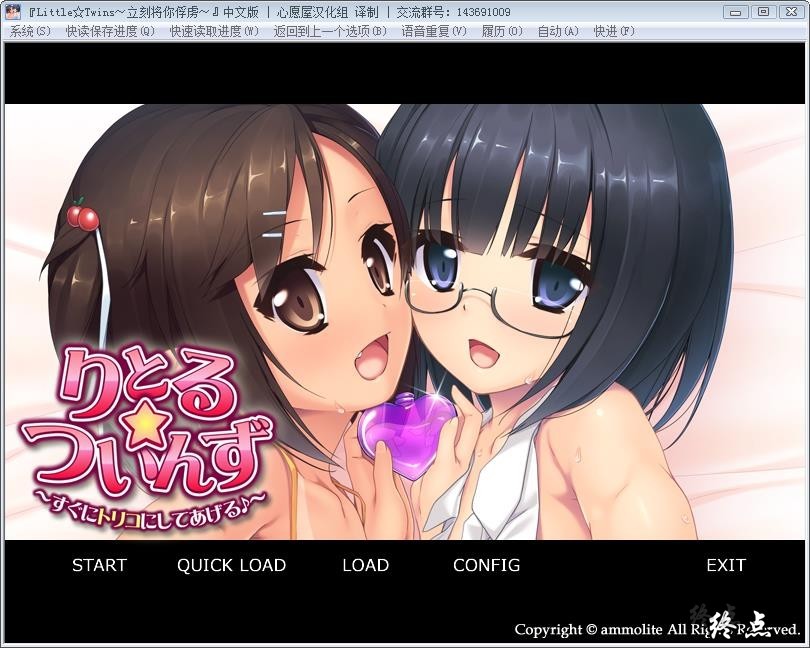 『Little☆Twins～立刻将你俘虏～』中文版 | 心愿屋汉化组 译制 | 交流群号: 143691009
系统(S) 快读保存进度(Q) 快速读取进度(W) 返回到上一个选项(B) 语音重复(V) 履历(O) 自动(A) 快进(F)
りとる
ついんず
～すぐにトリコにしてあげる♪～
START QUICK LOAD LOAD CONFIG EXIT
Copyright © ammolite All Rights Reserved.
终点